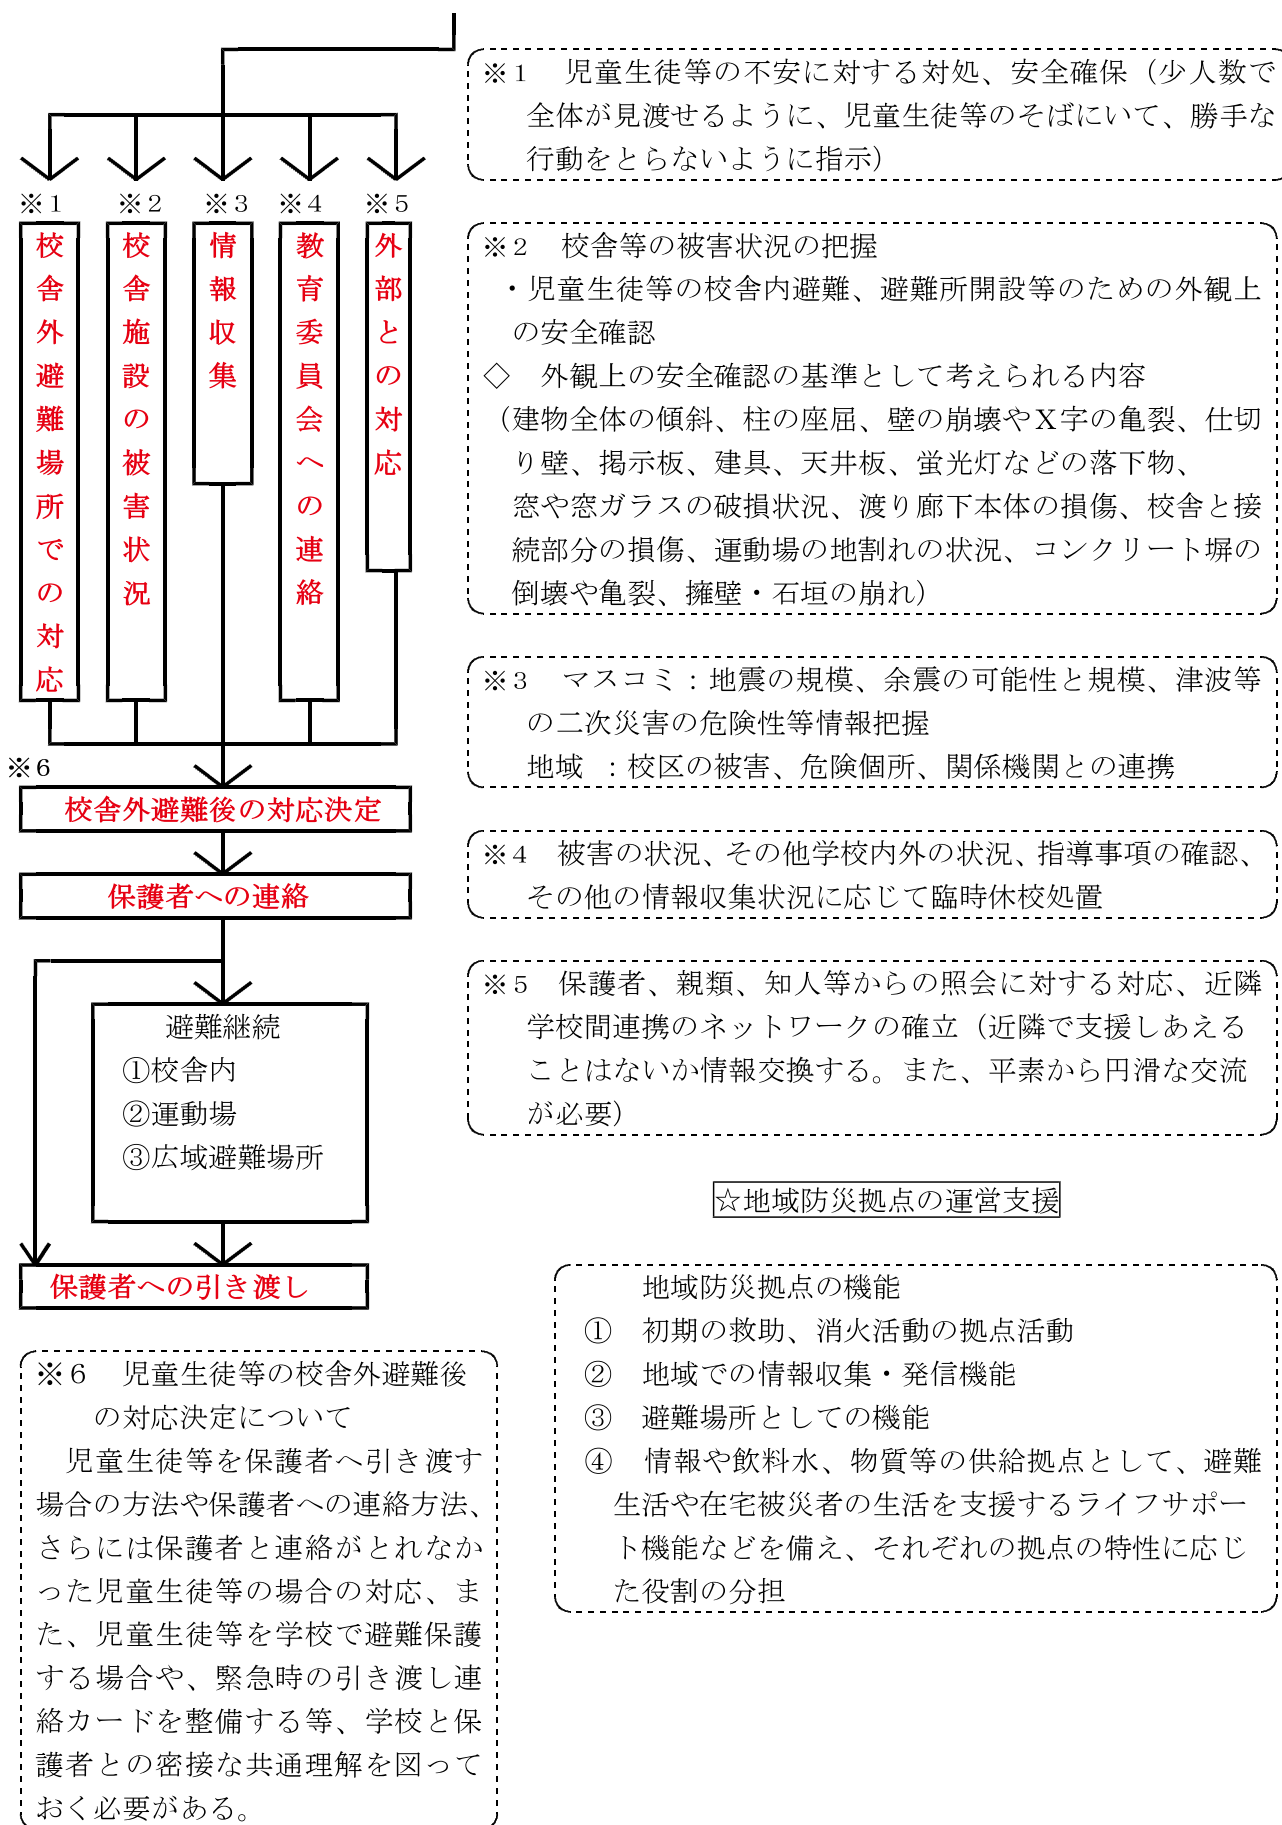 ※1　児童生徒等の不安に対する対処、安全確保（少人数で
全体が見渡せるように、児童生徒等のそばにいて、勝手な
行動をとらないように指示）
※1
※2
※3
※4
※5
校舎外避難場所での対応
校舎施設の被害状況
情報収集
教育委員会への連絡
外部との対応
※2　校舎等の被害状況の把握
・児童生徒等の校舎内避難、避難所開設等のための外観上
の安全確認
◇　外観上の安全確認の基準として考えられる内容
（建物全体の傾斜、柱の座屈、壁の崩壊やX字の亀裂、仕切
り壁、掲示板、建具、天井板、蛍光灯などの落下物、
窓や窓ガラスの破損状況、渡り廊下本体の損傷、校舎と接
続部分の損傷、運動場の地割れの状況、コンクリート塀の
倒壊や亀裂、擁壁・石垣の崩れ）
※3　マスコミ：地震の規模、余震の可能性と規模、津波等
の二次災害の危険性等情報把握
地域　：校区の被害、危険個所、関係機関との連携
※6
校舎外避難後の対応決定
保護者への連絡
※4　被害の状況、その他学校内外の状況、指導事項の確認、
その他の情報収集状況に応じて臨時休校処置
※5　保護者、親類、知人等からの照会に対する対応、近隣
学校間連携のネットワークの確立（近隣で支援しあえる
ことはないか情報交換する。また、平素から円滑な交流
が必要）
避難継続
①校舎内
②運動場
③広域避難場所
保護者への引き渡し
☆地域防災拠点の運営支援
地域防災拠点の機能
①　初期の救助、消火活動の拠点活動
②　地域での情報収集・発信機能
③　避難場所としての機能
④　情報や飲料水、物質等の供給拠点として、避難
生活や在宅被災者の生活を支援するライフサポー
ト機能などを備え、それぞれの拠点の特性に応じ
た役割の分担
※6　児童生徒等の校舎外避難後
の対応決定について
児童生徒等を保護者へ引き渡す
場合の方法や保護者への連絡方法、
さらには保護者と連絡がとれなか
った児童生徒等の場合の対応、ま
た、児童生徒等を学校で避難保護
する場合や、緊急時の引き渡し連
絡カードを整備する等、学校と保
護者との密接な共通理解を図って
おく必要がある。